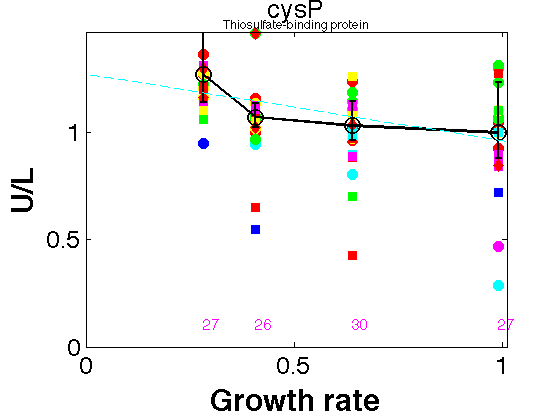 cysP
Thiosulfate-binding protein
U/L
1
0.5
0
27
26
30
27
0
0.5
1
Growth rate